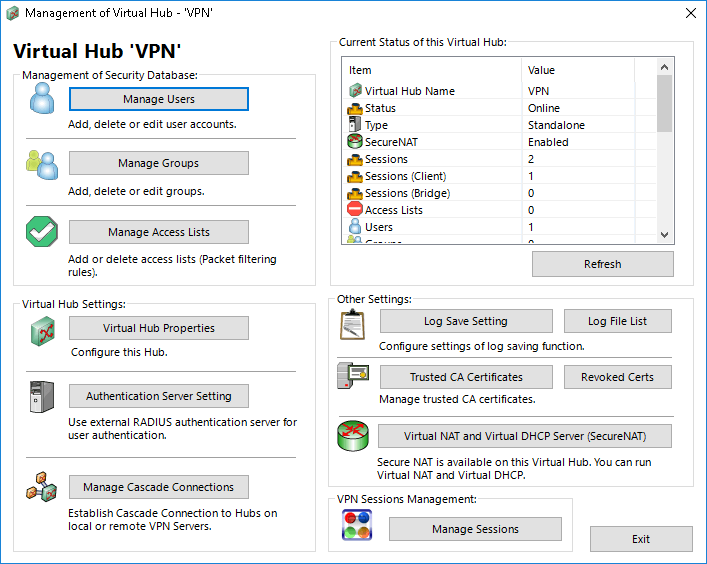 Management of Virtual Hub - 'VPN'
Virtual Hub 'VPN'
Management of Security Database:
Manage Users
Add, delete or edit user accounts.
Manage Groups
Add, delete or edit groups.
Manage Access Lists
Add or delete access lists (Packet filtering
rules).
Virtual Hub Settings:
Virtual Hub Properties
Configure this Hub.
Authentication Server Setting
Use external RADIUS authentication server for
user authentication.
Manage Cascade Connections
Establish Cascade Connection to Hubs on
local or remote VPN Servers.
Current Status of this Virtual Hub:
Item Value
Virtual Hub Name VPN
Status Online
Type Standalone
SecureNAT Enabled
Sessions 2
Sessions (Client) 1
Sessions (Bridge) 0
Access Lists 0
Users 1
Groups 0
Refresh
Other Settings:
Log Save Setting Log File List
Configure settings of log saving function.
Trusted CA Certificates Revoked Certs
Manage trusted CA certificates.
Virtual NAT and Virtual DHCP Server (SecureNAT)
Secure NAT is available on this Virtual Hub. You can run
Virtual NAT and Virtual DHCP.
VPN Sessions Management:
Manage Sessions
Exit